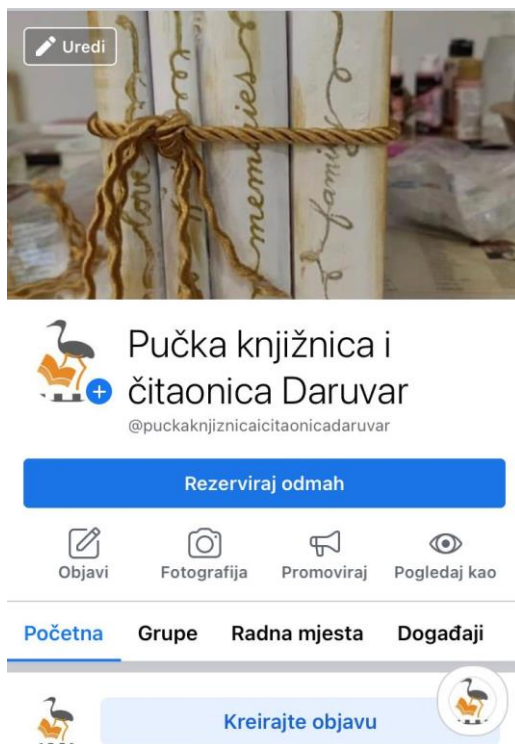 Uredi
love
memories
family
Pučka knjižnica i
čitaonica Daruvar
@puckaknjiznicaicitaonicadaruvar
Rezerviraj odmah
Objavi
Fotografija
Promoviraj
Pogledaj kao
Početna
Grupe
Radna mjesta
Događaji
Kreirajte objavu